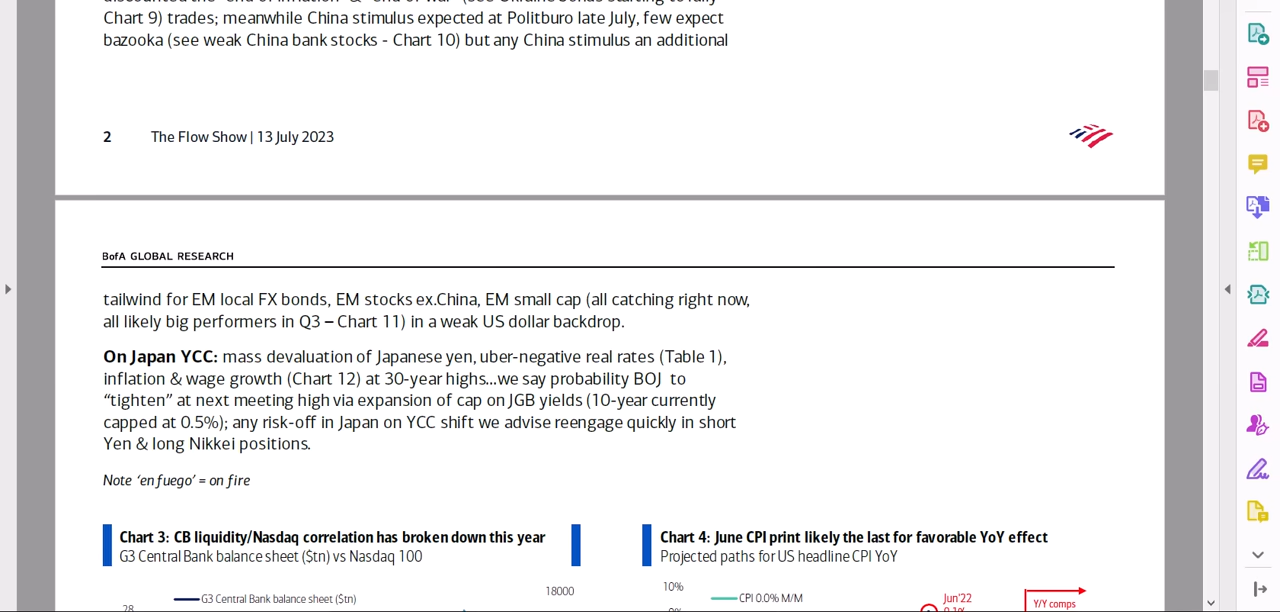 Chart 9) trades; meanwhile China stimulus expected at Politburo late July, few expect
bazooka (see weak China bank stocks - Chart 10) but any China stimulus an additional
2 The Flow Show | 13 July 2023
BofA GLOBAL RESEARCH
tailwind for EM local FX bonds, EM stocks ex.China, EM small cap (all catching right now,
all likely big performers in Q3 – Chart 11) in a weak US dollar backdrop.
On Japan YCC: mass devaluation of Japanese yen, uber-negative real rates (Table 1),
inflation & wage growth (Chart 12) at 30-year highs...we say probability BOJ to
“tighten” at next meeting high via expansion of cap on JGB yields (10-year currently
capped at 0.5%); any risk-off in Japan on YCC shift we advise reengage quickly in short
Yen & long Nikkei positions.
Note ‘en fuego’ = on fire
Chart 3: CB liquidity/Nasdaq correlation has broken down this year
G3 Central Bank balance sheet ($tn) vs Nasdaq 100
18000
G3 Central Bank balance sheet ($tn)
28
Chart 4: June CPI print likely the last for favorable YoY effect
Projected paths for US headline CPI YoY
10%
CPI 0.0% M/M
Jun'22
Y/Y comps